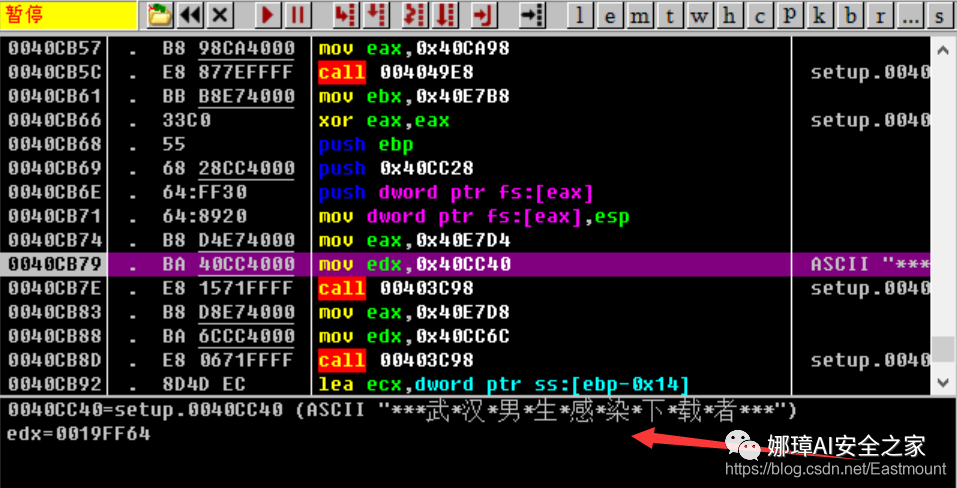 暂停 l e m t w h c p k b r ... s
0040CB57 . B8 98CA4000 mov eax,0x40CA98
0040CB5C . E8 877EFFFF call 004049E8 setup.0040
0040CB61 . BB B8E74000 mov ebx,0x40E7B8
0040CB66 . 33C0 xor eax,eax setup.0040
0040CB68 . 55 push ebp
0040CB69 . 68 28CC4000 push 0x40CC28
0040CB6E . 64:FF30 push dword ptr fs:[eax]
0040CB71 . 64:8920 mov dword ptr fs:[eax],esp
0040CB74 . B8 D4E74000 mov eax,0x40E7D4
0040CB79 . BA 40CC4000 mov edx,0x40CC40 ASCII "***
0040CB7E . E8 1571FFFF call 00403C98 setup.0040
0040CB83 . B8 D8E74000 mov eax,0x40E7D8
0040CB88 . BA 6CCC4000 mov edx,0x40CC6C
0040CB8D . E8 0671FFFF call 00403C98 setup.0040
0040CB92 . 8D4D EC lea ecx,dword ptr ss:[ebp-0x14]
0040CC40=setup.0040CC40 (ASCII "***武*汉*男*生*感*染*下*载*者***")
edx=0019FF64
娜璋AI安全之家
https://blog.csdn.net/Eastmount